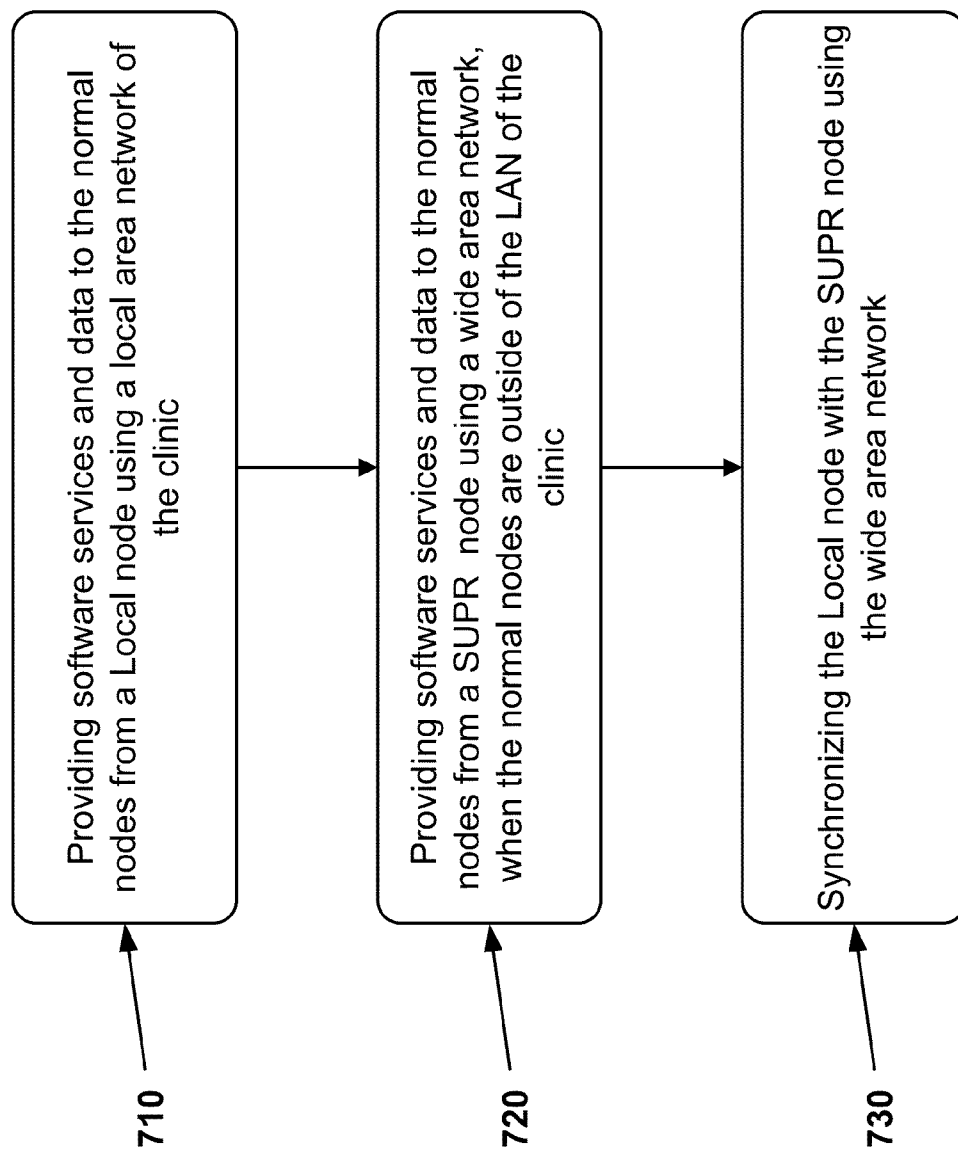 710
Providing software services and data to the normal
nodes from a Local node using a local area network of
the clinic
720
Providing software services and data to the normal
nodes from a SUPR node using a wide area network,
when the normal nodes are outside of the LAN of the
clinic
730
Synchronizing the Local node with the SUPR node using
the wide area network